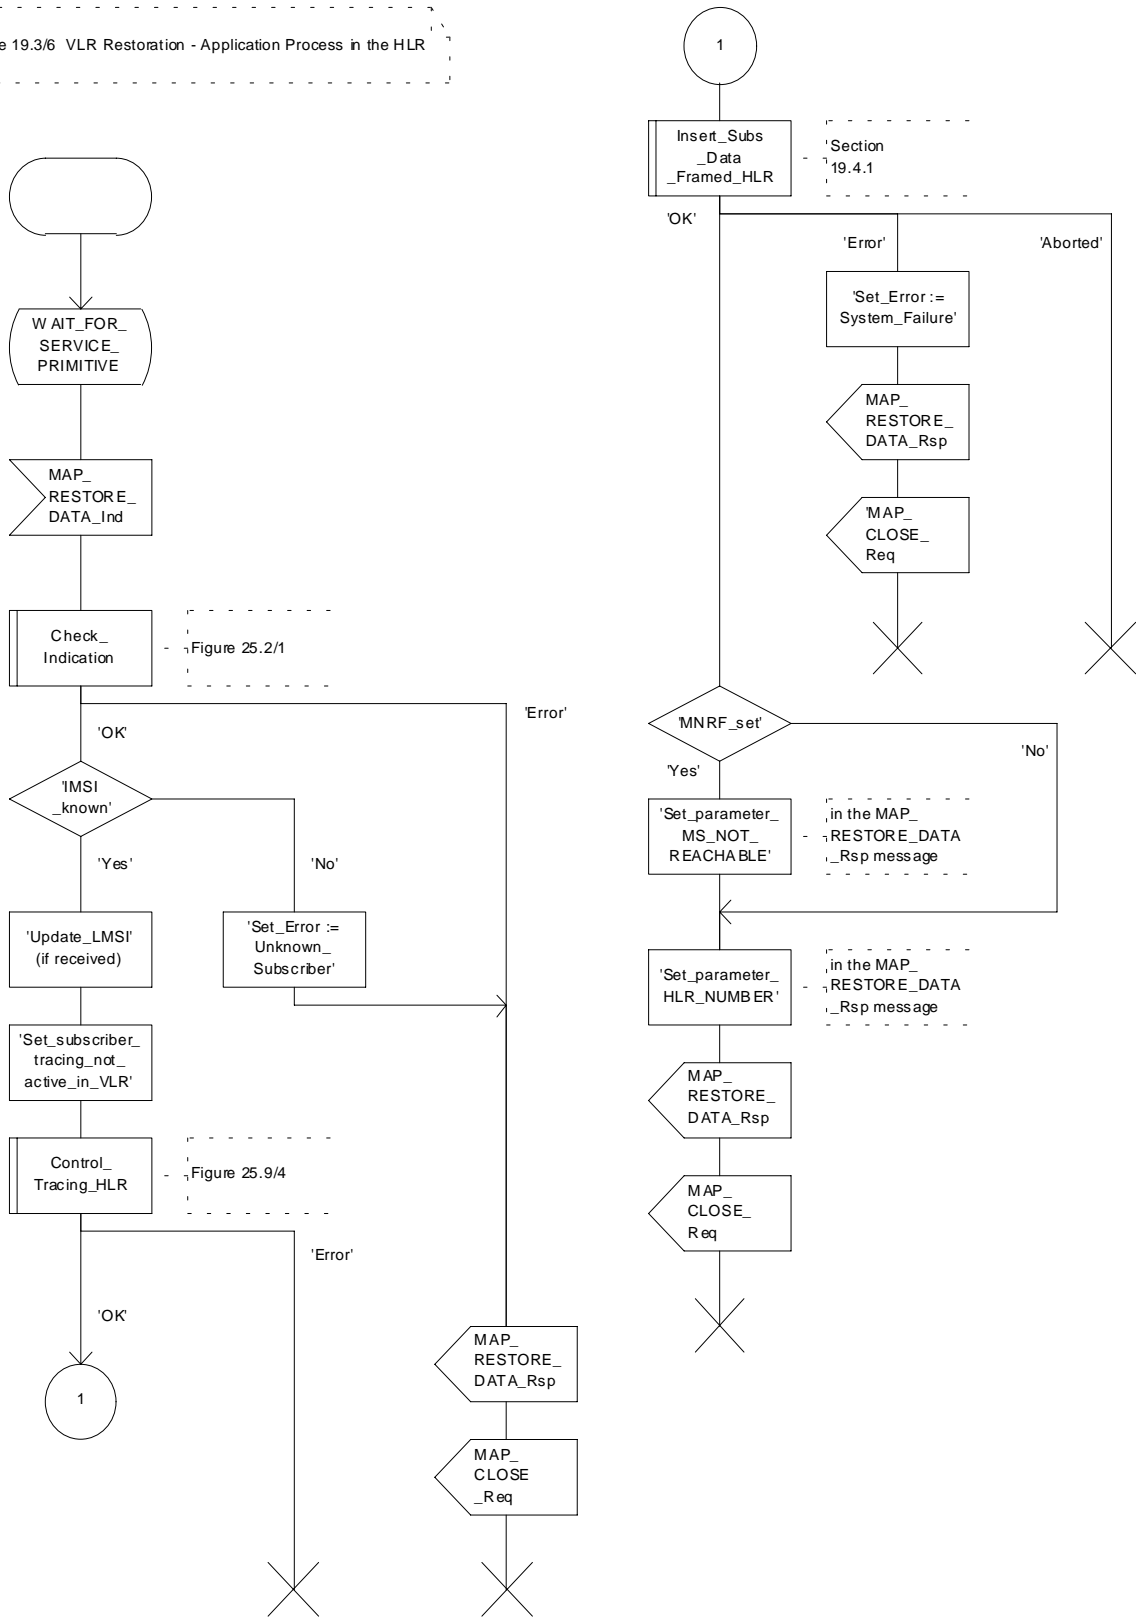 e 19.3/6 VLR Restoration - Application Process in the HLR
WAIT_FOR_
SERVICE_
PRIMITIVE
MAP_
RESTORE_
DATA_Ind
Check_
Indication
Figure 25.2/1
'Error'
'OK'
'IMSI
_known'
'Yes'
'No'
'Update_LMSI'
(if received)
'Set_Error :=
Unknown_
Subscriber'
'Set_subscriber_
tracing_not_
active_in_VLR'
Control_
Tracing_HLR
Figure 25.9/4
'Error'
'OK'
1
MAP_
RESTORE_
DATA_Rsp
MAP_
CLOSE
_Req
1
Insert_Subs
_Data
_Framed_HLR
Section
19.4.1
'OK'
'Error'
'Aborted'
'Set_Error :=
System_Failure'
MAP_
RESTORE_
DATA_Rsp
'MAP_
CLOSE_
Req
'MNRF_set'
'No'
'Yes'
'Set_parameter_
MS_NOT_
REACHABLE'
in the MAP_
RESTORE_DATA
_Rsp message
'Set_parameter_
HLR_NUMBER'
in the MAP_
RESTORE_DATA
_Rsp message
MAP_
RESTORE_
DATA_Rsp
MAP_
CLOSE_
Req